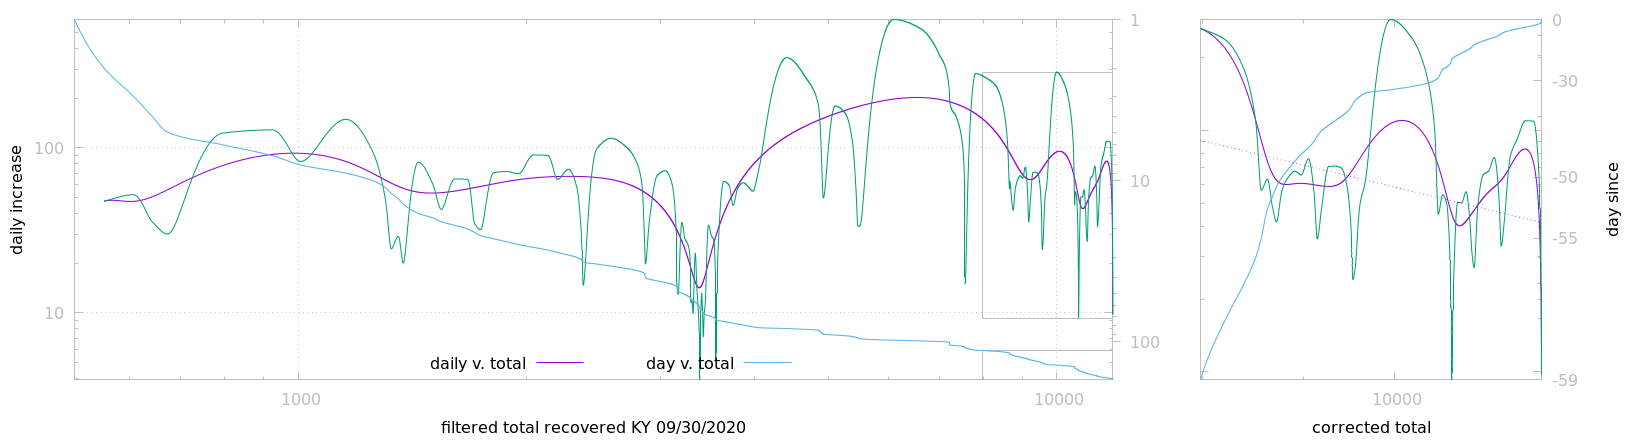 daily increase
100
10
daily v. total
day v. total
1000
10000
filtered total recovered KY 09/30/2020
1
10
100
10000
corrected total
0
-30
-50
-55
-59
day since